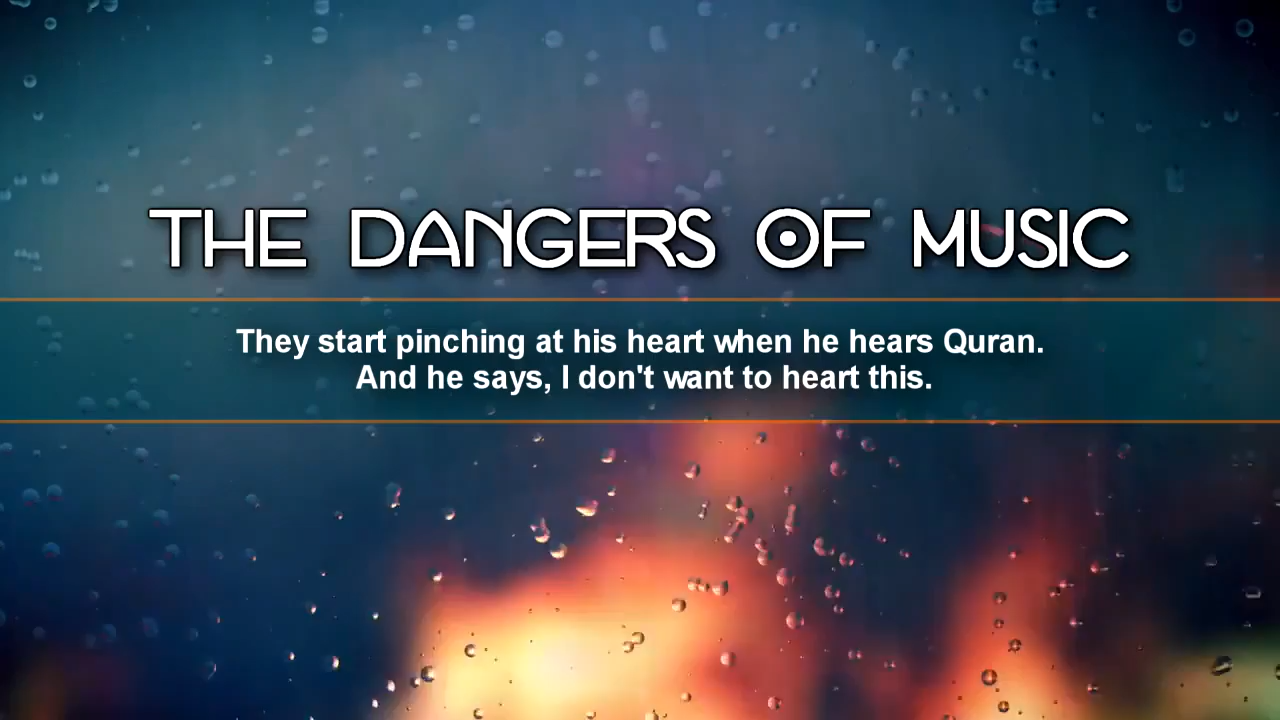 THE DANGERS OF MUSIC
They start pinching at his heart when he hears Quran.
And he says, I don't want to heart this.